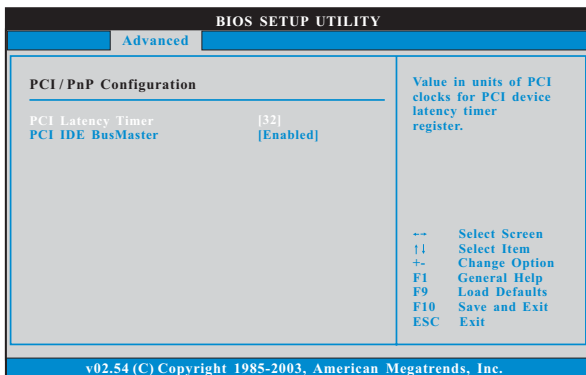 BIOS SETUP UTILITY
Advanced
PCI / PnP Configuration
PCI Latency Timer [32]
PCI IDE BusMaster [Enabled]
Value in units of PCI
clocks for PCI device
latency timer
register.
←→ Select Screen
↑↓ Select Item
+- Change Option
F1 General Help
F9 Load Defaults
F10 Save and Exit
ESC Exit
v02.54 (C) Copyright 1985-2003, American Megatrends, Inc.